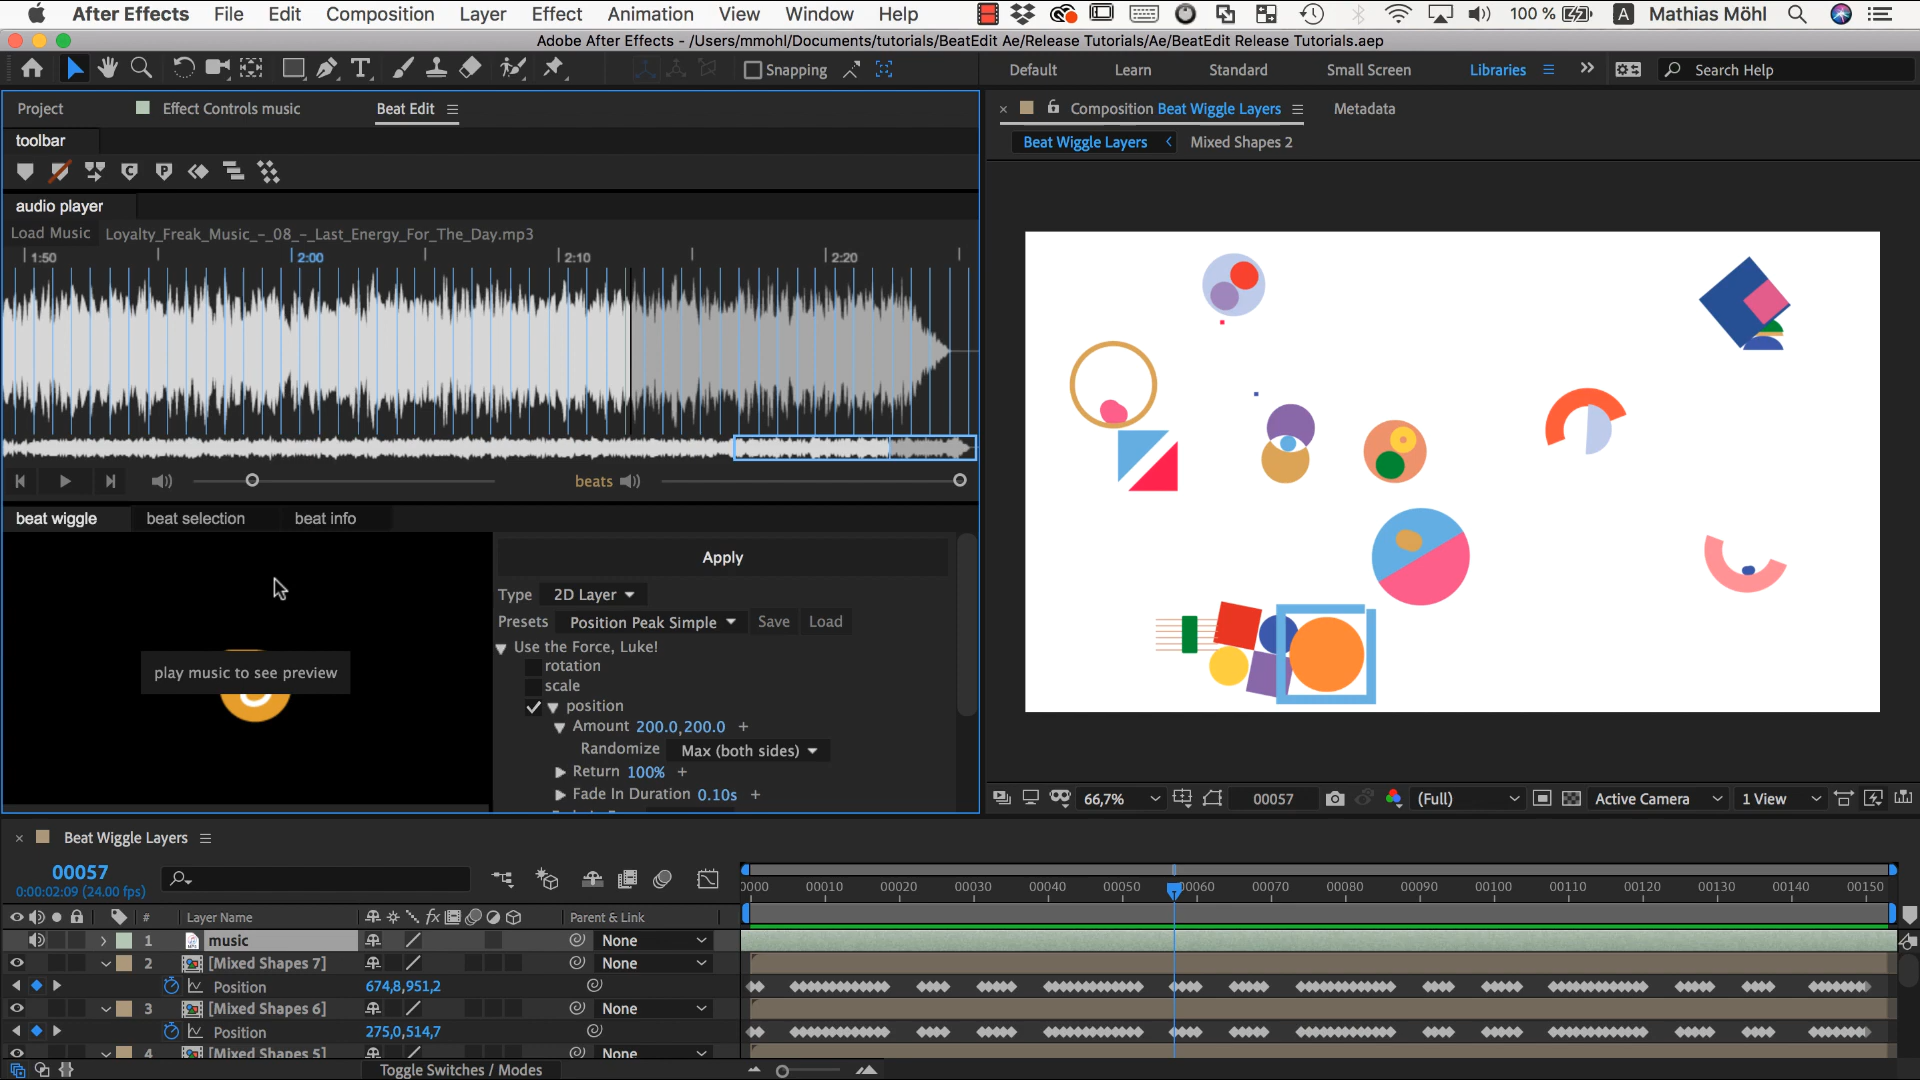 After Effects File Edit Composition Layer Effect Animation View Window Help 100 % A Mathias Möhl
Adobe After Effects - /Users/mmohl/Documents/tutorials/BeatEdit Ae/Release Tutorials/Ae/BeatEdit Release Tutorials.aep
Snapping Default Learn Standard Small Screen Libraries Search Help
Project Effect Controls music Beat Edit Composition Beat Wiggle Layers Metadata
toolbar
Beat Wiggle Layers Mixed Shapes 2
audio player
Load Music Loyalty_Freak_Music_-_08_-_Last_Energy_For_The_Day.mp3
1:50 2:00 2:10 2:20
beats
beat wiggle beat selection beat info
Apply
Type 2D Layer
Presets Position Peak Simple Save Load
Use the Force, Luke!
rotation
play music to see preview
scale
position
Amount 200.0,200.0 +
Randomize Max (both sides)
Return 100% +
Fade In Duration 0.10s +
66,7% 00057 (Full) Active Camera 1 View
Beat Wiggle Layers
00057
0:00:02:09 (24.00 fps)
0000 00010 00020 00030 00040 00050 00060 00070 00080 00090 00100 00110 00120 00130 00140 00150
# Layer Name fx Parent & Link
1 music None
2 [Mixed Shapes 7] None
Position 674,8,951,2
3 [Mixed Shapes 6] None
Position 275,0,514,7
4 [Mixed Shapes 5] None
Toggle Switches / Modes